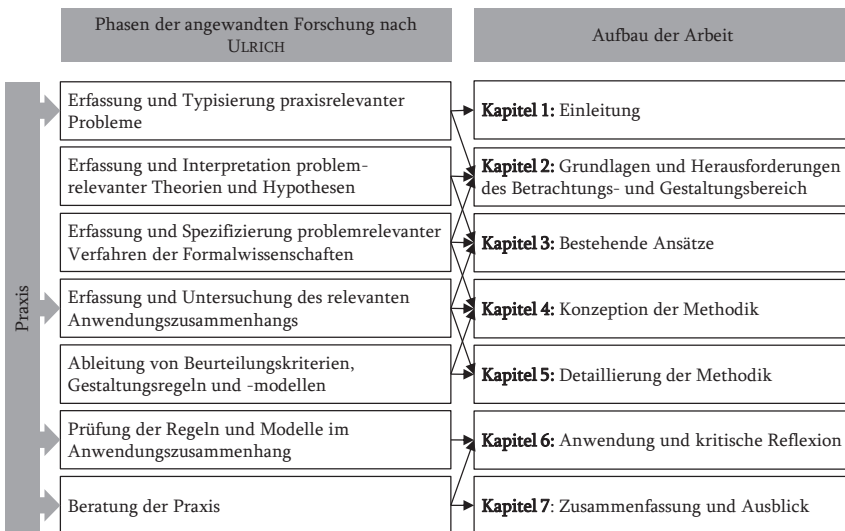 Phasen der angewandten Forschung nach
ULRICH
Aufbau der Arbeit
Praxis
Erfassung und Typisierung praxisrelevanter
Probleme
Kapitel 1: Einleitung
Erfassung und Interpretation problem-
relevanter Theorien und Hypothesen
Kapitel 2: Grundlagen und Herausforderungen
des Betrachtungs- und Gestaltungsbereich
Erfassung und Spezifizierung problemrelevanter
Verfahren der Formalwissenschaften
Kapitel 3: Bestehende Ansätze
Erfassung und Untersuchung des relevanten
Anwendungszusammenhangs
Kapitel 4: Konzeption der Methodik
Ableitung von Beurteilungskriterien,
Gestaltungsregeln und -modellen
Kapitel 5: Detaillierung der Methodik
Prüfung der Regeln und Modelle im
Anwendungszusammenhang
Kapitel 6: Anwendung und kritische Reflexion
Beratung der Praxis
Kapitel 7: Zusammenfassung und Ausblick